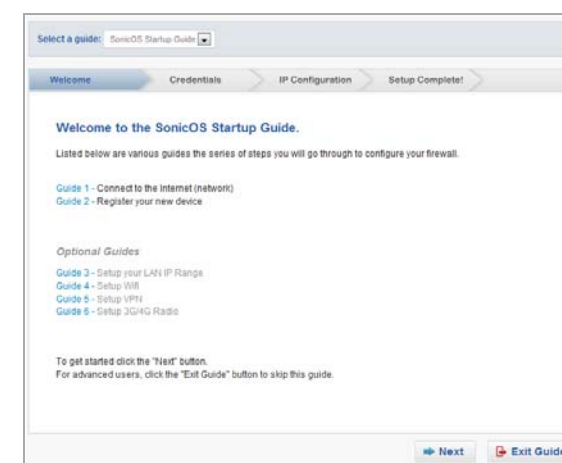 Select a guide: SonicOS Startup Guide
Welcome Credentials IP Configuration Setup Complete!
Welcome to the SonicOS Startup Guide.
Listed below are various guides the series of steps you will go through to configure your firewall.
Guide 1 - Connect to the Internet (network)
Guide 2 - Register your new device
Optional Guides
Guide 3 - Setup your LAN IP Range
Guide 4 - Setup Wifi
Guide 5 - Setup VPN
Guide 6 - Setup 3G/4G Radio
To get started click the "Next" button.
For advanced users, click the "Exit Guide" button to skip this guide.
Next Exit Guide